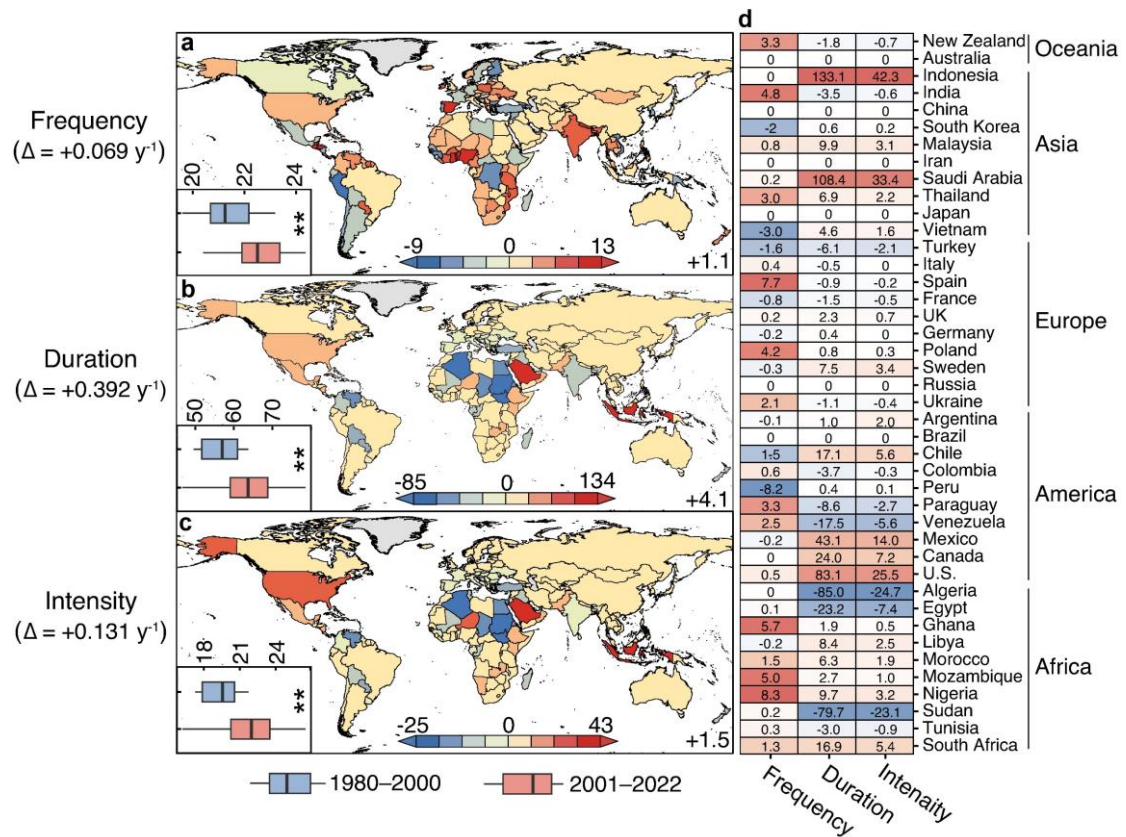 a
Frequency
(Δ = +0.069 y⁻¹)
20 22 24
**
-9 0 13
+1.1
b
Duration
(Δ = +0.392 y⁻¹)
50 60 70
**
-85 0 134
+4.1
c
Intensity
(Δ = +0.131 y⁻¹)
18 21 24
**
-25 0 43
+1.5
1980–2000 2001–2022
d
3.3 -1.8 -0.7 New Zealand
0 0 0 Australia
Oceania
0 133.1 42.3 Indonesia
4.8 -3.5 -0.6 India
0 0 0 China
-2 0.6 0.2 South Korea
0.8 9.9 3.1 Malaysia
0 0 0 Iran
0.2 108.4 33.4 Saudi Arabia
3.0 6.9 2.2 Thailand
0 0 0 Japan
-3.0 4.6 1.6 Vietnam
Asia
-1.6 -6.1 -2.1 Turkey
0.4 -0.5 0 Italy
7.7 -0.9 -0.2 Spain
-0.8 -1.5 -0.5 France
0.2 2.3 0.7 UK
-0.2 0.4 0 Germany
4.2 0.8 0.3 Poland
-0.3 7.5 3.4 Sweden
0 0 0 Russia
2.1 -1.1 -0.4 Ukraine
Europe
-0.1 1.0 2.0 Argentina
0 0 0 Brazil
1.5 17.1 5.6 Chile
0.6 -3.7 -0.3 Colombia
-8.2 0.4 0.1 Peru
3.3 -8.6 -2.7 Paraguay
2.5 -17.5 -5.6 Venezuela
-0.2 43.1 14.0 Mexico
0 24.0 7.2 Canada
0.5 83.1 25.5 U.S.
America
0 -85.0 -24.7 Algeria
0.1 -23.2 -7.4 Egypt
5.7 1.9 0.5 Ghana
-0.2 8.4 2.5 Libya
1.5 6.3 1.9 Morocco
5.0 2.7 1.0 Mozambique
8.3 9.7 3.2 Nigeria
0.2 -79.7 -23.1 Sudan
0.3 -3.0 -0.9 Tunisia
1.3 16.9 5.4 South Africa
Africa
Frequency Duration Intenaity